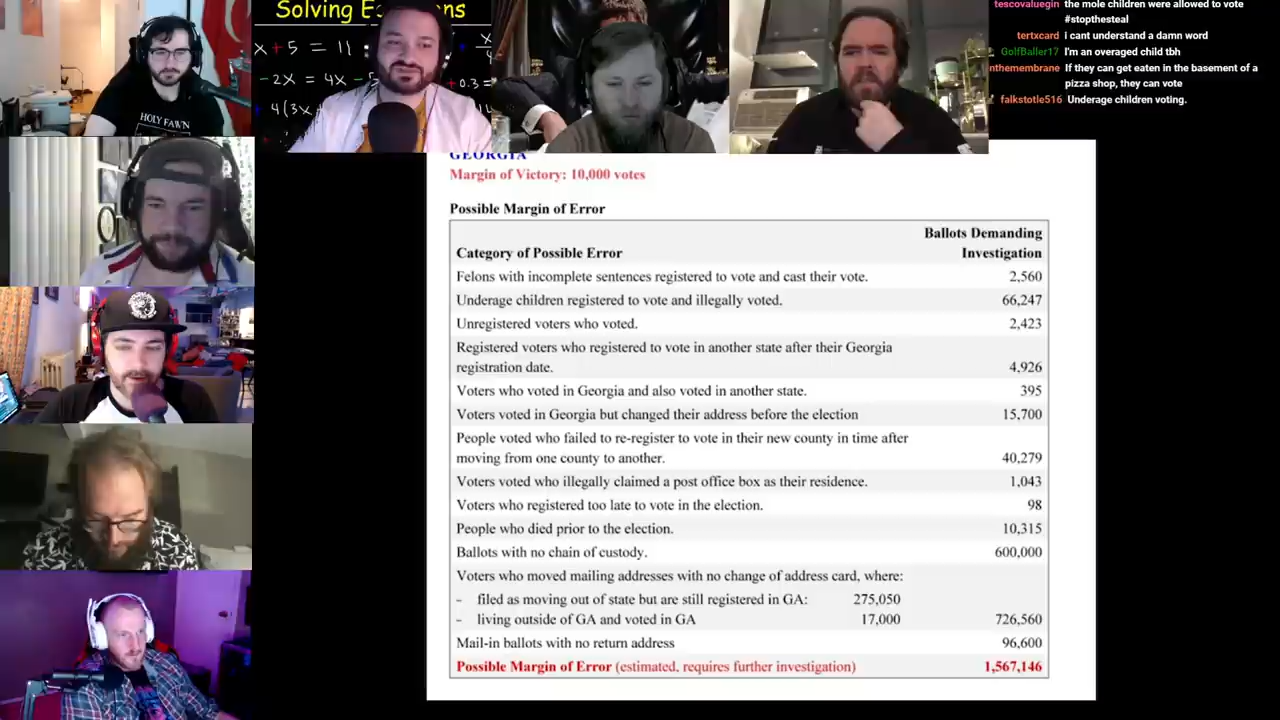 Solving E ns
x + 5 = 11
-2x = 4x - 5
+0.3 =
4(3x
HOLY FAWN
tescovaluegin the mole children were allowed to vote
#stopthesteal
tertxcard i cant understand a damn word
GolfBaller17 I'm an overaged child tbh
nthemembrane If they can get eaten in the basement of a
pizza shop, they can vote
falkstotle516 Underage children voting.
GEORGIA
Margin of Victory: 10,000 votes
Possible Margin of Error
Ballots Demanding
Category of Possible Error Investigation
Felons with incomplete sentences registered to vote and cast their vote. 2,560
Underage children registered to vote and illegally voted. 66,247
Unregistered voters who voted. 2,423
Registered voters who registered to vote in another state after their Georgia
registration date. 4,926
Voters who voted in Georgia and also voted in another state. 395
Voters voted in Georgia but changed their address before the election 15,700
People voted who failed to re-register to vote in their new county in time after
moving from one county to another. 40,279
Voters voted who illegally claimed a post office box as their residence. 1,043
Voters who registered too late to vote in the election. 98
People who died prior to the election. 10,315
Ballots with no chain of custody. 600,000
Voters who moved mailing addresses with no change of address card, where:
- filed as moving out of state but are still registered in GA: 275,050
- living outside of GA and voted in GA 17,000 726,560
Mail-in ballots with no return address 96,600
Possible Margin of Error (estimated, requires further investigation) 1,567,146